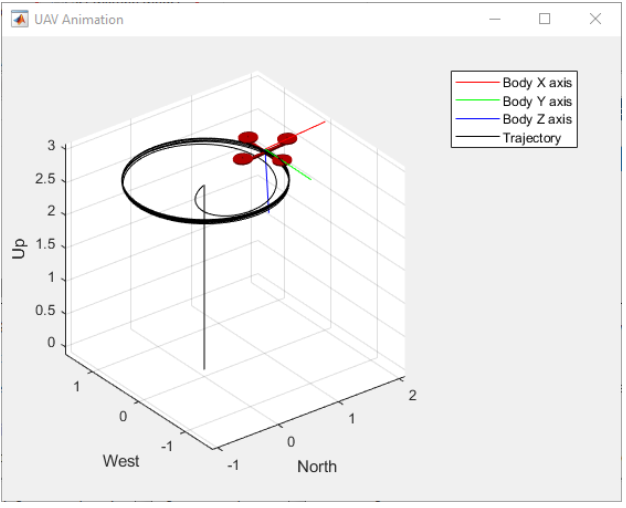 UAV Animation
Body X axis
Body Y axis
Body Z axis
Trajectory
3
2.5
2
1.5
1
0.5
0
Up
1
0
-1
West
-1
0
1
2
North